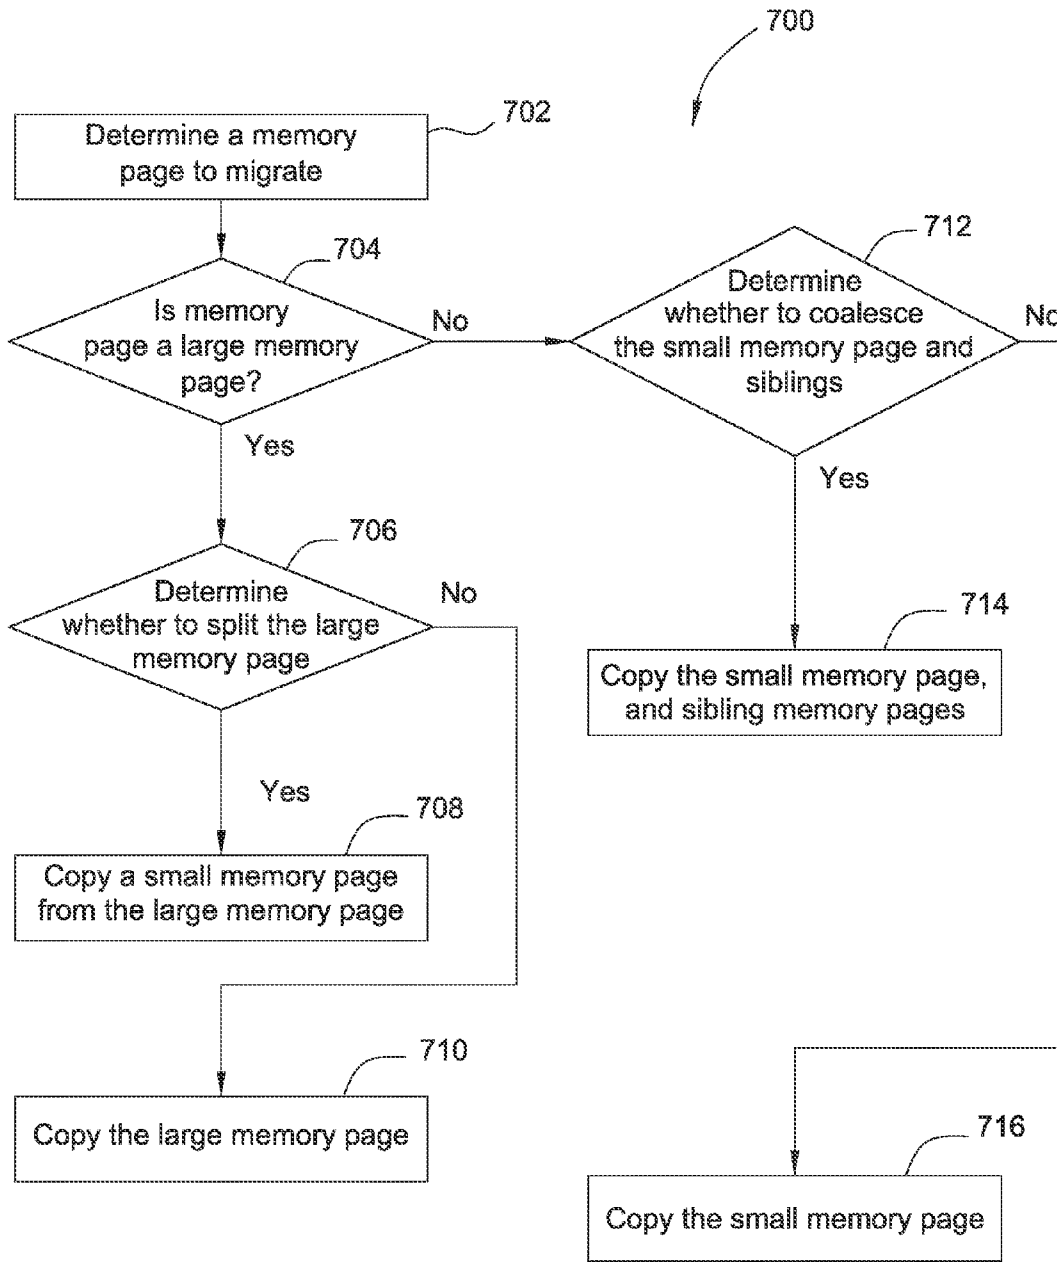 700
702
Determine a memory
page to migrate
704
Is memory
page a large memory
page?
No
Yes
712
Determine
whether to coalesce
the small memory page and
siblings
No
Yes
706
Determine
whether to split the large
memory page
No
Yes
714
Copy the small memory page,
and sibling memory pages
708
Copy a small memory page
from the large memory page
710
Copy the large memory page
716
Copy the small memory page